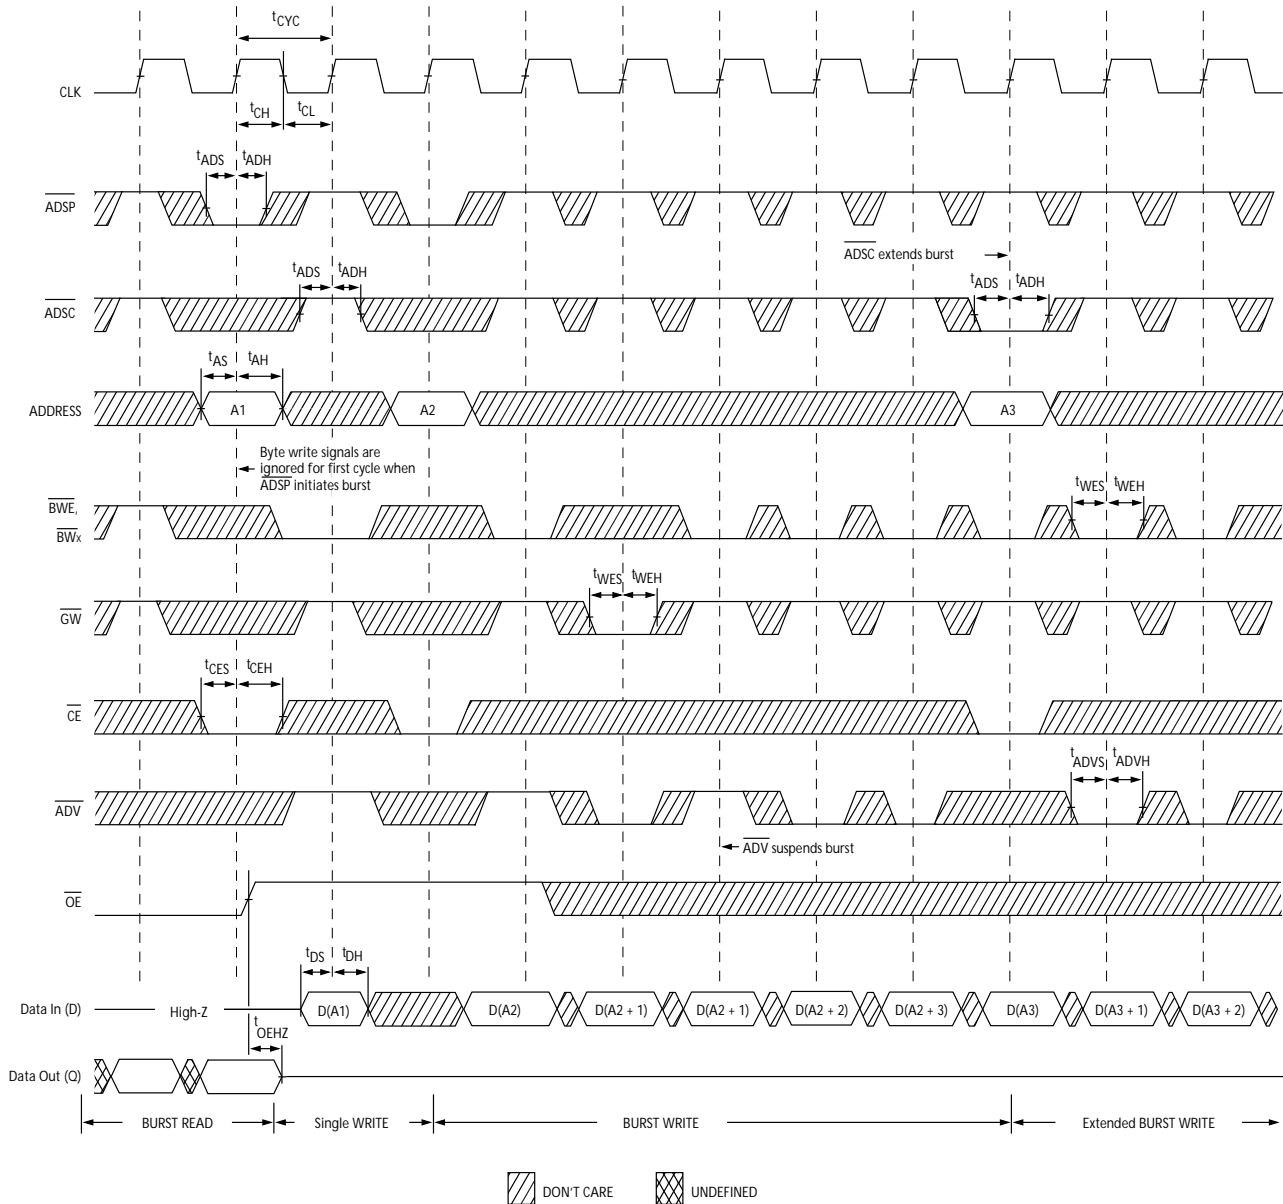 tCYC
CLK
tCH tCL
tADS tADH
ADSP
ADSC extends burst
tADS tADH
tADS tADH
ADSC
tAS tAH
ADDRESS
A1 A2 A3
Byte write signals are
ignored for first cycle when
ADSP initiates burst
tWES tWEH
BWE,
BWx
tWES tWEH
GW
tCES tCEH
CE
tADVS tADVH
ADV
ADV suspends burst
OE
tDS tDH
Data In (D) High-Z D(A1) D(A2) D(A2 + 1) D(A2 + 1) D(A2 + 2) D(A2 + 3) D(A3) D(A3 + 1) D(A3 + 2)
tOEHZ
Data Out (Q)
BURST READ Single WRITE BURST WRITE Extended BURST WRITE
DON'T CARE UNDEFINED